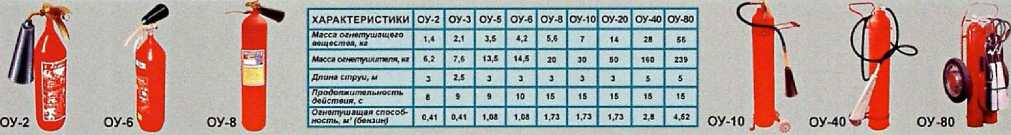 ХАРАКТЕРИСТИКИ ОУ-2 ОУ-3 ОУ-5 ОУ-6 ОУ-8 ОУ-10 ОУ-20 ОУ-40 ОУ-80
Масса огнетушащего
вещества, кг 1,4 2,1 3,5 4,2 5,6 7 14 28 56
Масса огнетушителя, кг 6,2 7,6 13,5 14,5 20 30 50 160 239
Длина струи, м 3 2,5 3 3 3 3 3 5 5
Продолжительность
действия, с 8 9 9 10 15 15 15 15 15
Огнетушащая способ-
ность, м² (бензин) 0,41 0,41 1,08 1,08 1,73 1,73 1,73 2,8 4,52
ОУ-2 ОУ-6 ОУ-8 ОУ-10 ОУ-40 ОУ-80